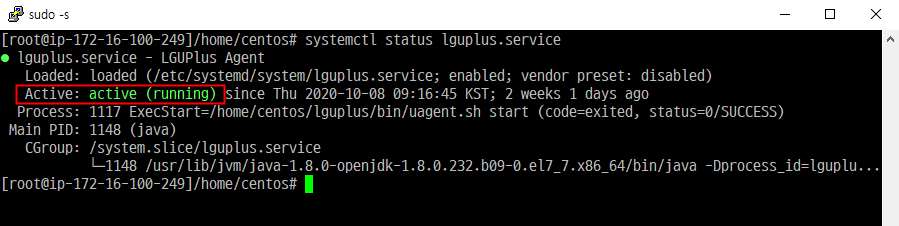 sudo -s
[root@ip-172-16-100-249]/home/centos# systemctl status lguplus.service
● lguplus.service - LGUPlus Agent
Loaded: loaded (/etc/systemd/system/lguplus.service; enabled; vendor preset: disabled)
Active: active (running) since Thu 2020-10-08 09:16:45 KST; 2 weeks 1 days ago
Process: 1117 ExecStart=/home/centos/lguplus/bin/uagent.sh start (code=exited, status=0/SUCCESS)
Main PID: 1148 (java)
CGroup: /system.slice/lguplus.service
└─1148 /usr/lib/jvm/java-1.8.0-openjdk-1.8.0.232.b09-0.el7_7.x86_64/bin/java -Dprocess_id=lguplu...
[root@ip-172-16-100-249]/home/centos#